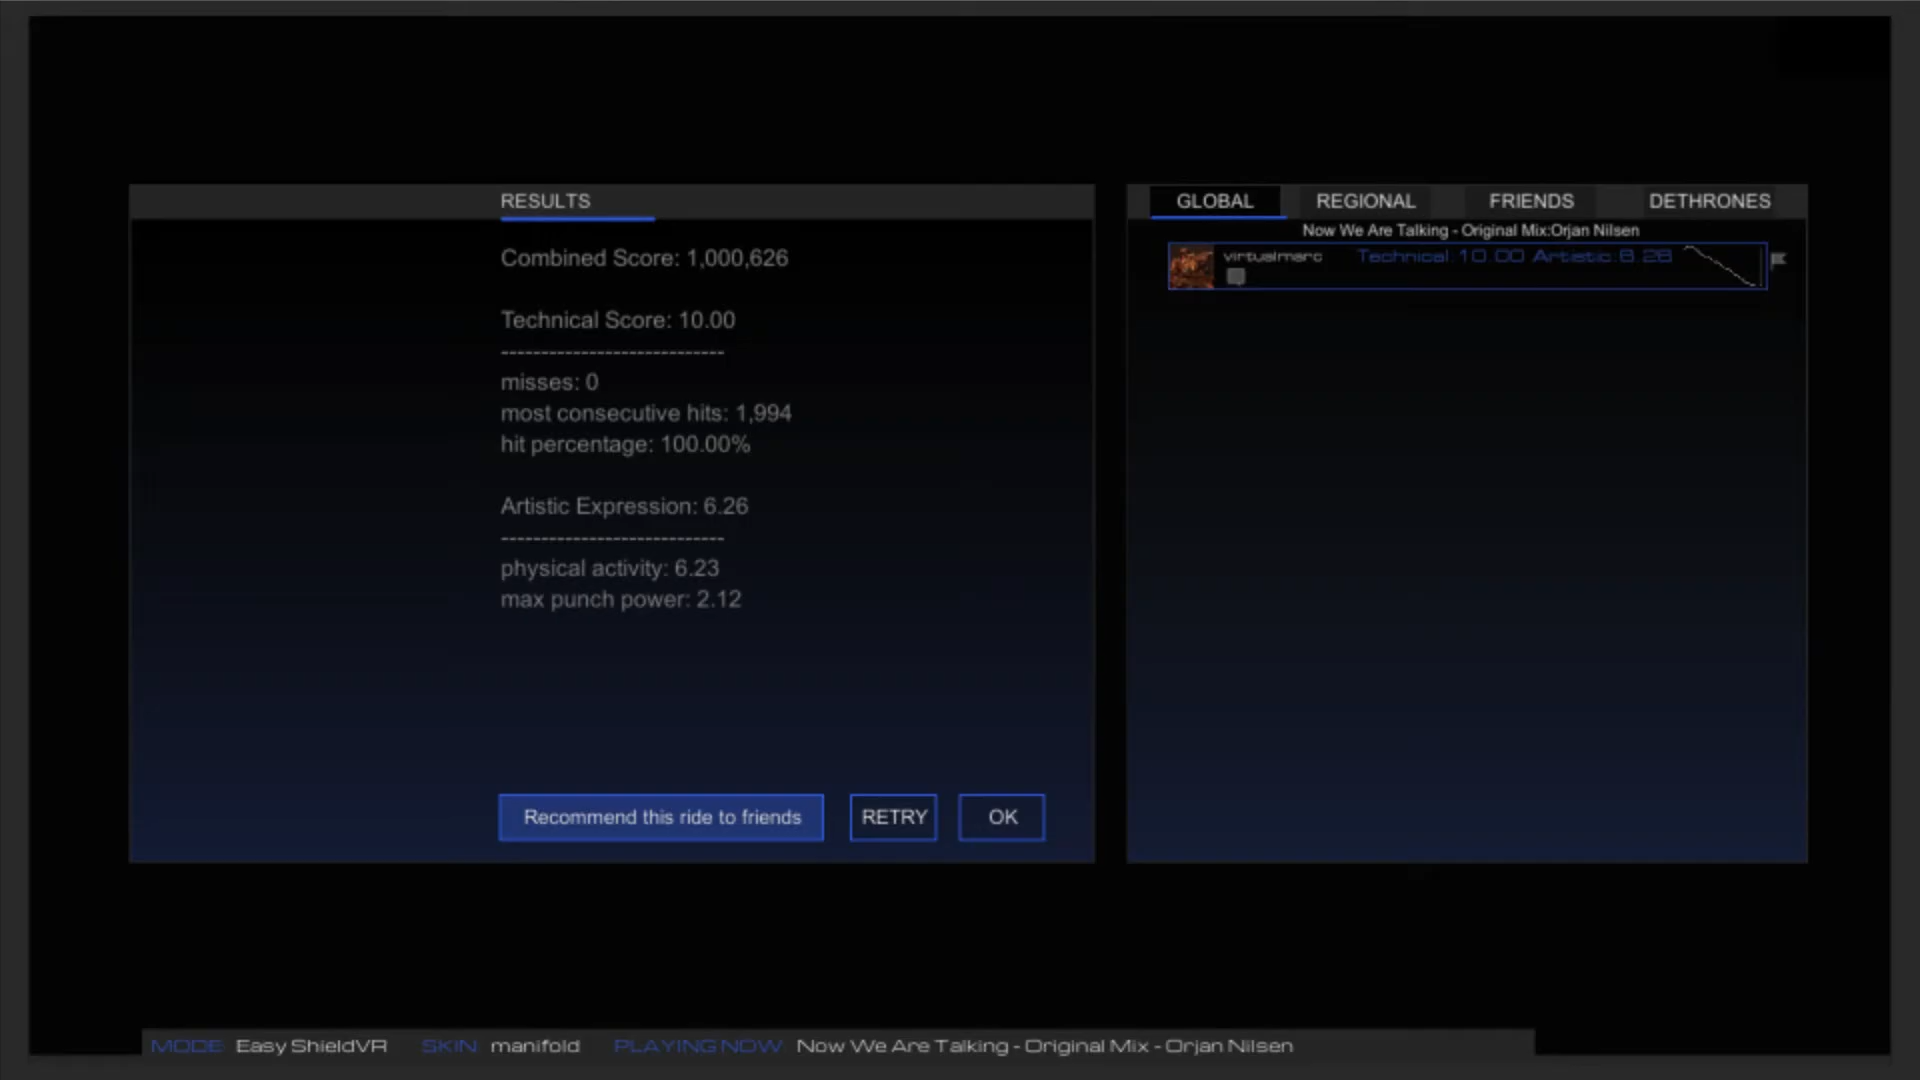 RESULTS
Combined Score: 1,000,626
Technical Score: 10.00
----------------------------
misses: 0
most consecutive hits: 1,994
hit percentage: 100.00%
Artistic Expression: 6.26
----------------------------
physical activity: 6.23
max punch power: 2.12
Recommend this ride to friends
RETRY
OK
GLOBAL REGIONAL FRIENDS DETHRONES
Now We Are Talking - Original Mix:Orjan Nilsen
virtualmarc Technical:10.00 Artistic:6.26
MODE: Easy ShieldVR SKIN: manifold PLAYING NOW: Now We Are Talking - Original Mix - Orjan Nilsen